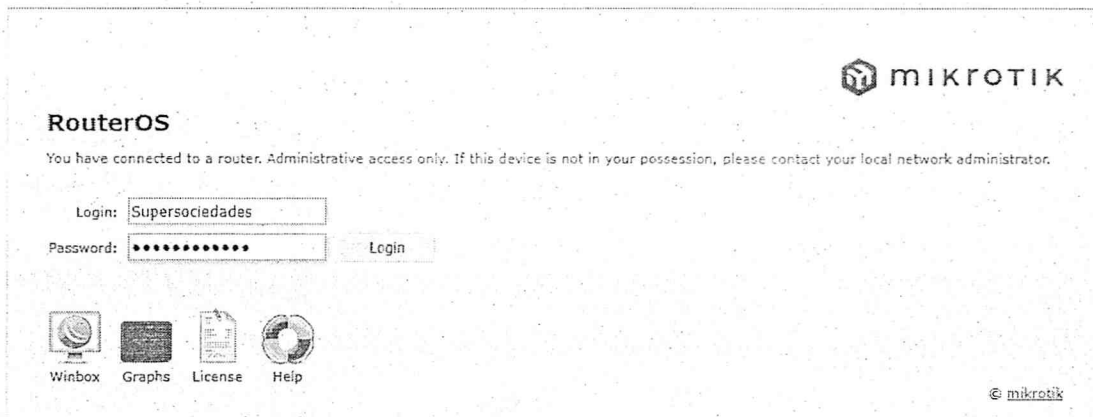 mikrotik
RouterOS
You have connected to a router. Administrative access only. If this device is not in your possession, please contact your local network administrator.
Login: Supersociedades
Password: •••••••••••• Login
Winbox Graphs License Help
© mikrotik